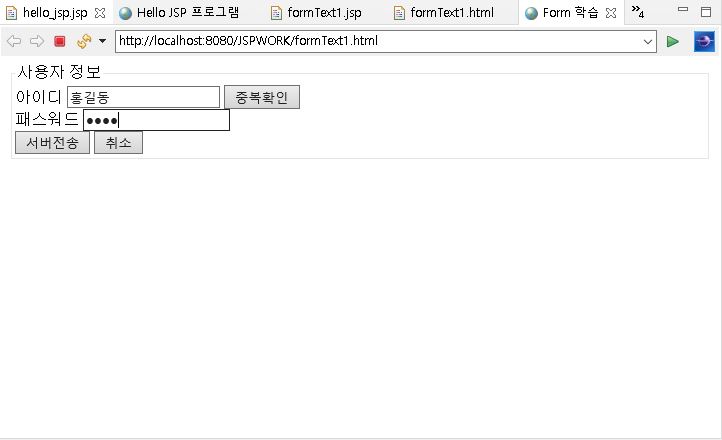 hello_jsp.jsp Hello JSP 프로그램 formText1.jsp formText1.html Form 학습 »4
http://localhost:8080/JSPWORK/formText1.html
사용자 정보
아이디 홍길동 중복확인
패스워드 ●●●●
서버전송 취소